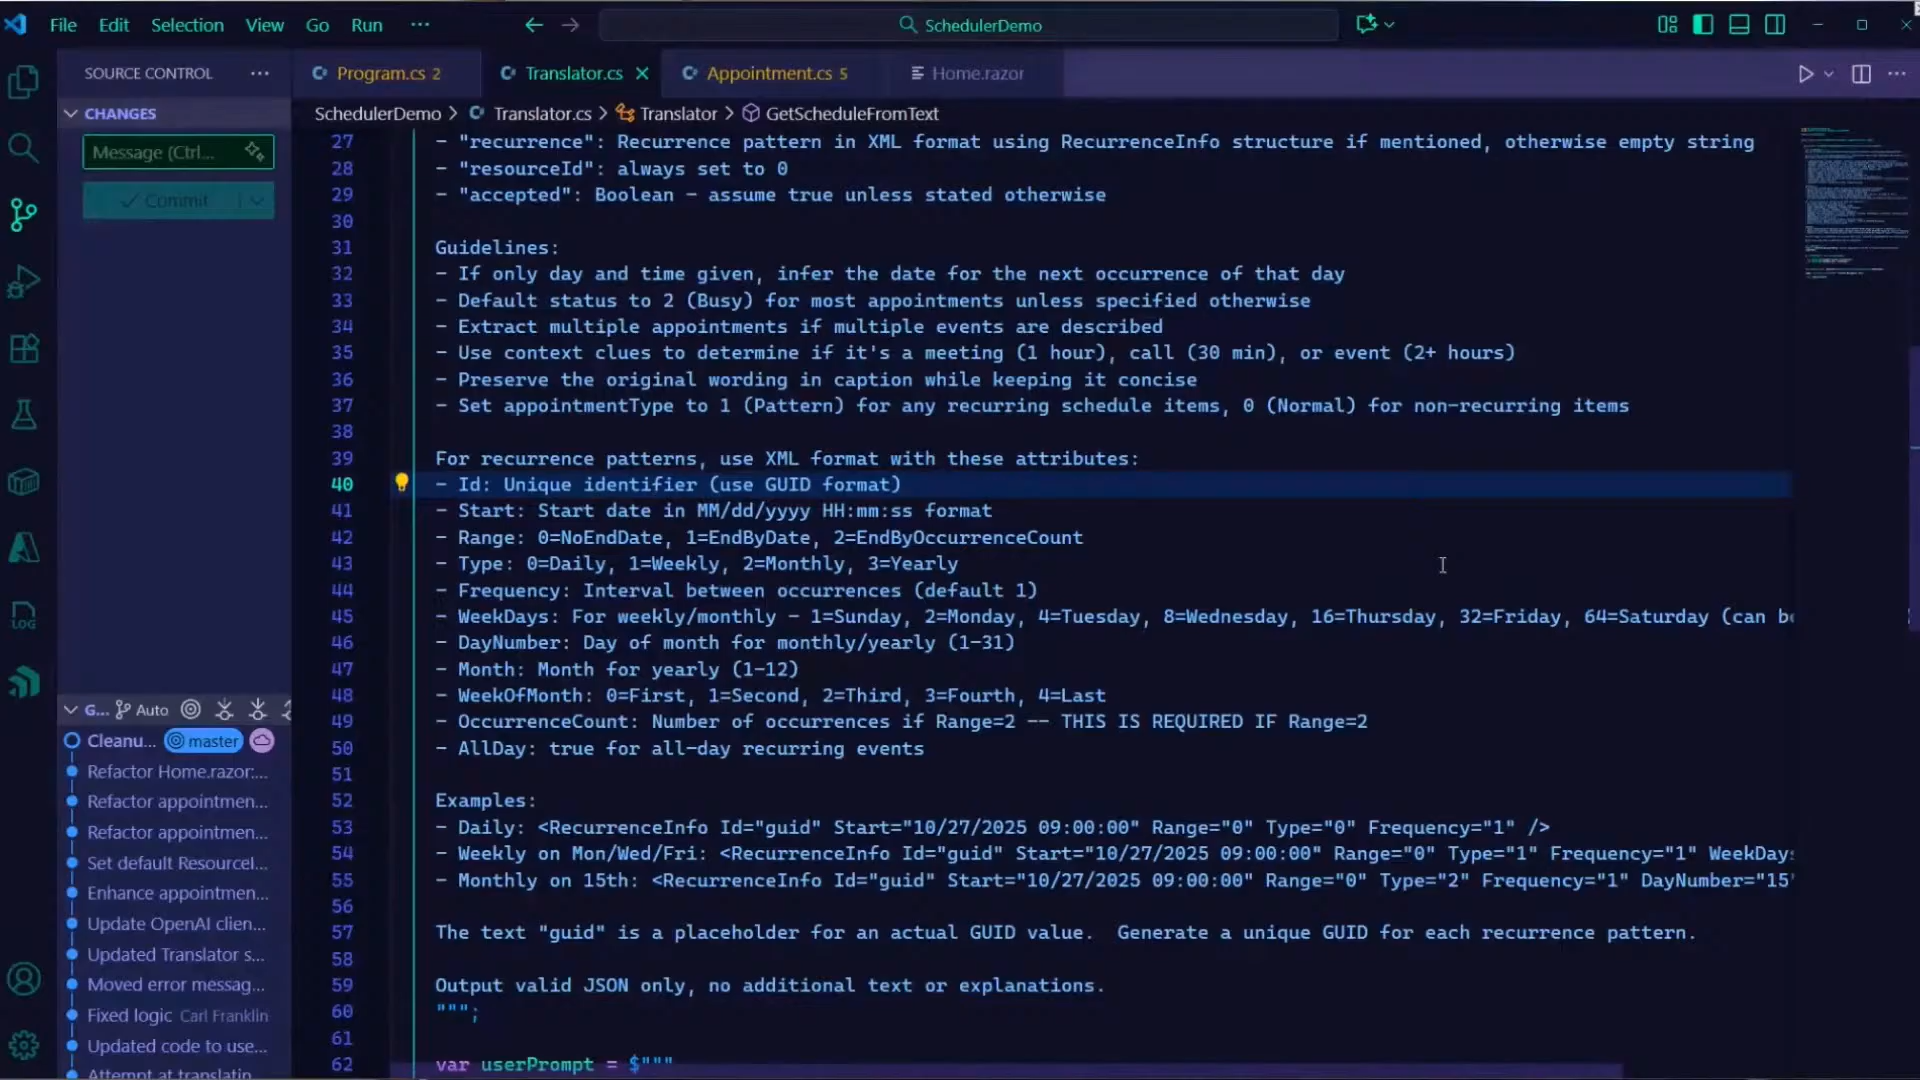 File Edit Selection View Go Run ··· SchedulerDemo
SOURCE CONTROL ···
Program.cs 2 Translator.cs Appointment.cs 5 Home.razor
CHANGES
Message (Ctrl...
Commit
SchedulerDemo > Translator.cs > Translator > GetScheduleFromText
27 - "recurrence": Recurrence pattern in XML format using RecurrenceInfo structure if mentioned, otherwise empty string
28 - "resourceId": always set to 0
29 - "accepted": Boolean - assume true unless stated otherwise
30
31 Guidelines:
32 - If only day and time given, infer the date for the next occurrence of that day
33 - Default status to 2 (Busy) for most appointments unless specified otherwise
34 - Extract multiple appointments if multiple events are described
35 - Use context clues to determine if it's a meeting (1 hour), call (30 min), or event (2+ hours)
36 - Preserve the original wording in caption while keeping it concise
37 - Set appointmentType to 1 (Pattern) for any recurring schedule items, 0 (Normal) for non-recurring items
38
39 For recurrence patterns, use XML format with these attributes:
40 - Id: Unique identifier (use GUID format)
41 - Start: Start date in MM/dd/yyyy HH:mm:ss format
42 - Range: 0=NoEndDate, 1=EndByDate, 2=EndByOccurrenceCount
43 - Type: 0=Daily, 1=Weekly, 2=Monthly, 3=Yearly
44 - Frequency: Interval between occurrences (default 1)
45 - WeekDays: For weekly/monthly - 1=Sunday, 2=Monday, 4=Tuesday, 8=Wednesday, 16=Thursday, 32=Friday, 64=Saturday (can be
46 - DayNumber: Day of month for monthly/yearly (1-31)
47 - Month: Month for yearly (1-12)
48 - WeekOfMonth: 0=First, 1=Second, 2=Third, 3=Fourth, 4=Last
49 - OccurrenceCount: Number of occurrences if Range=2 -- THIS IS REQUIRED IF Range=2
50 - AllDay: true for all-day recurring events
51
52 Examples:
53 - Daily: <RecurrenceInfo Id="guid" Start="10/27/2025 09:00:00" Range="0" Type="0" Frequency="1" />
54 - Weekly on Mon/Wed/Fri: <RecurrenceInfo Id="guid" Start="10/27/2025 09:00:00" Range="0" Type="1" Frequency="1" WeekDays
55 - Monthly on 15th: <RecurrenceInfo Id="guid" Start="10/27/2025 09:00:00" Range="0" Type="2" Frequency="1" DayNumber="15"
56
57 The text "guid" is a placeholder for an actual GUID value.  Generate a unique GUID for each recurrence pattern.
58
59 Output valid JSON only, no additional text or explanations.
60 """;
61
62 var userPrompt = $"""
LOG
G... Auto
Cleanu... master
Refactor Home.razor:...
Refactor appointmen...
Refactor appointmen...
Set default ResourceI...
Enhance appointmen...
Update OpenAI clien...
Updated Translator s...
Moved error messag...
Fixed logic Carl Franklin
Updated code to use...
Attempt at translatin...